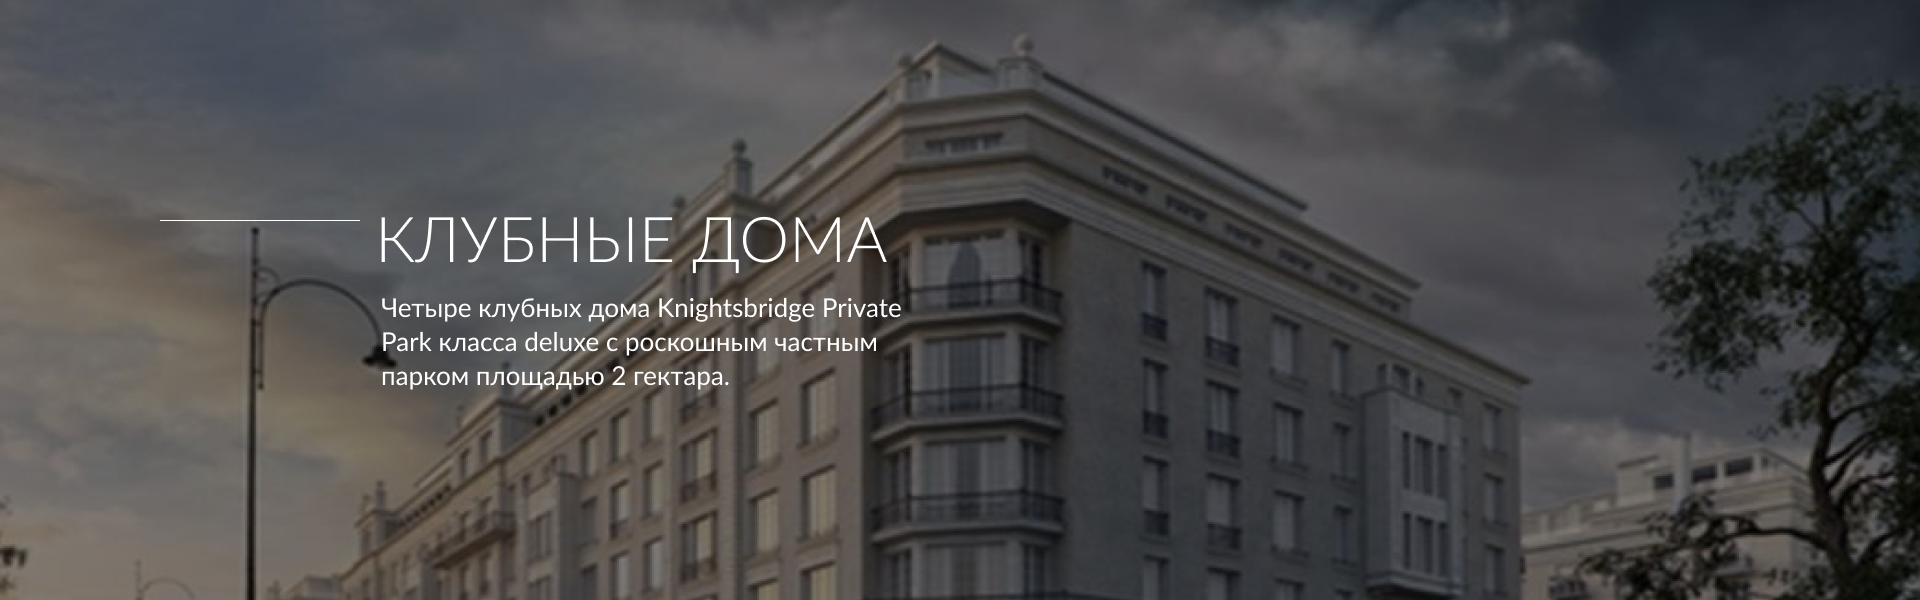 КЛУБНЫЕ ДОМА
Четыре клубных дома Knightsbridge Private
Park класса deluxe с роскошным частным
парком площадью 2 гектара.